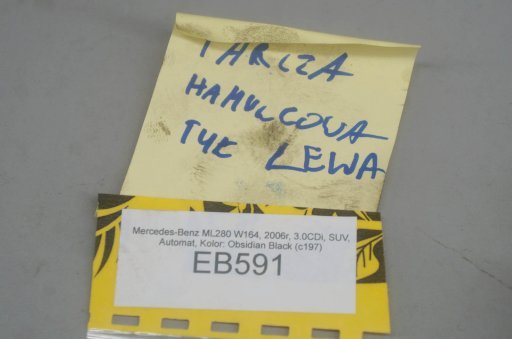 TARCZA
HAMULCOWA
TYŁ LEWA
Mercedes-Benz ML280 W164, 2006r, 3.0CDi, SUV,
Automat, Kolor: Obsidian Black (c197)
EB591